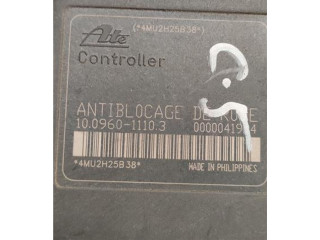 (*4MU2H25B38*)
Ate
Controller
ANTIBLOCAGE DE ROUE
10.0960-1110.3
*4MU2H25B38*
MADE IN PHILIPPINES